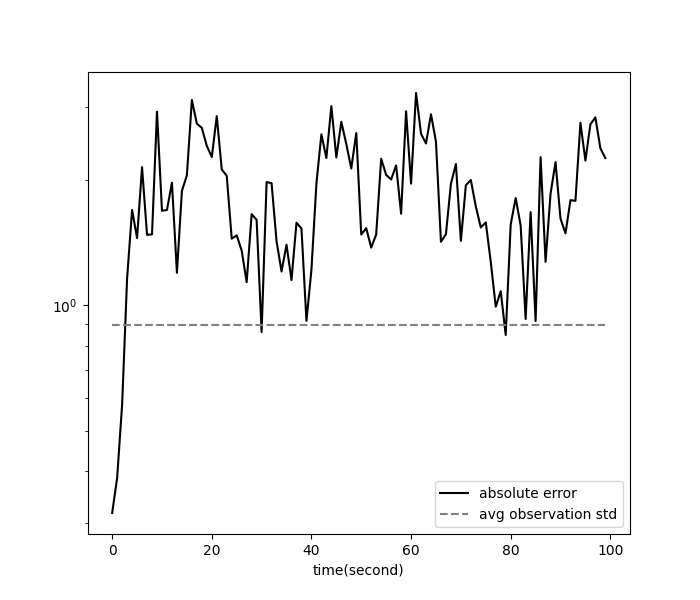 10⁰
0
20
40
60
80
100
time(second)
absolute error
avg observation std